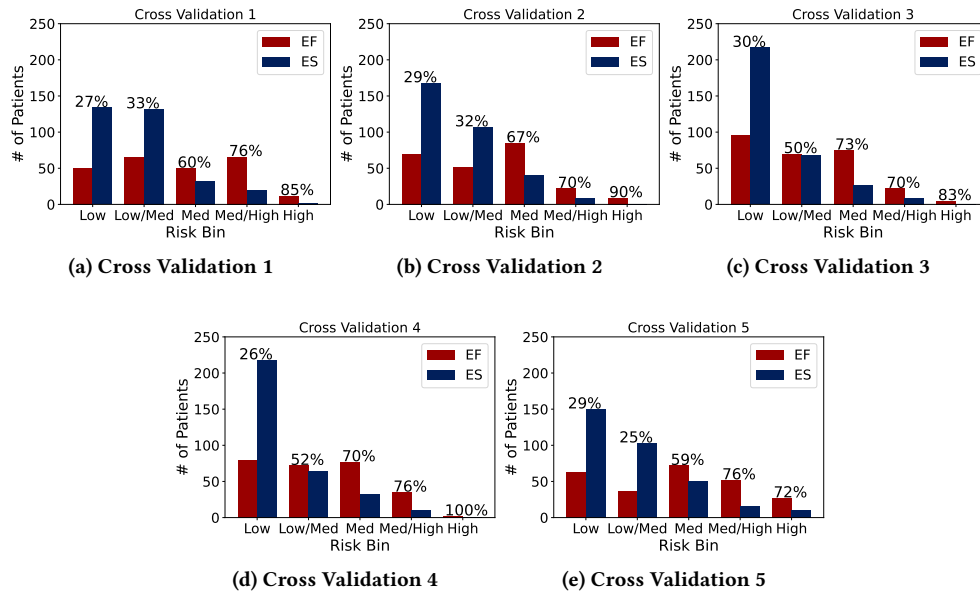 Cross Validation 1
250
200
150
100
50
0
# of Patients
27%
33%
60%
76%
85%
EF
ES
Low Low/Med Med Med/High High
Risk Bin
(a) Cross Validation 1
Cross Validation 2
250
200
150
100
50
0
# of Patients
29%
32%
67%
70%
90%
EF
ES
Low Low/Med Med Med/High High
Risk Bin
(b) Cross Validation 2
Cross Validation 3
250
200
150
100
50
0
# of Patients
30%
50%
73%
70%
83%
EF
ES
Low Low/Med Med Med/High High
Risk Bin
(c) Cross Validation 3
Cross Validation 4
250
200
150
100
50
0
# of Patients
26%
52%
70%
76%
100%
EF
ES
Low Low/Med Med Med/High High
Risk Bin
(d) Cross Validation 4
Cross Validation 5
250
200
150
100
50
0
# of Patients
29%
25%
59%
76%
72%
EF
ES
Low Low/Med Med Med/High High
Risk Bin
(e) Cross Validation 5